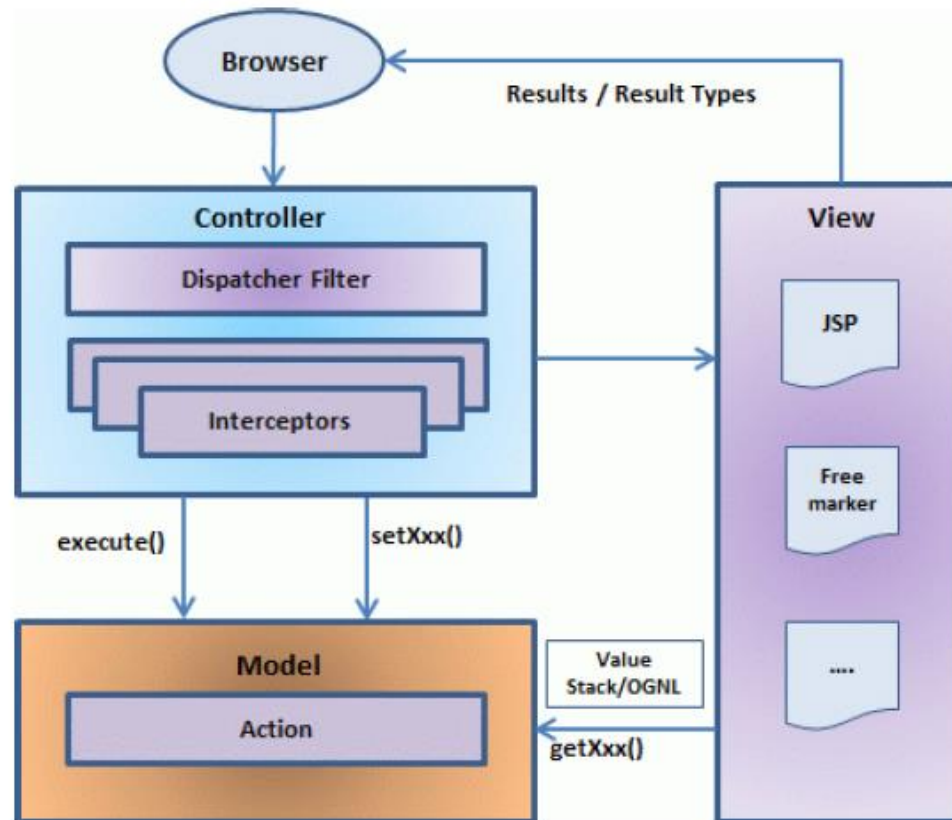 Browser
Results / Result Types
Controller
View
Dispatcher Filter
JSP
Interceptors
Free
marker
execute()
setXxx()
Model
Value
Stack/OGNL
....
Action
getXxx()